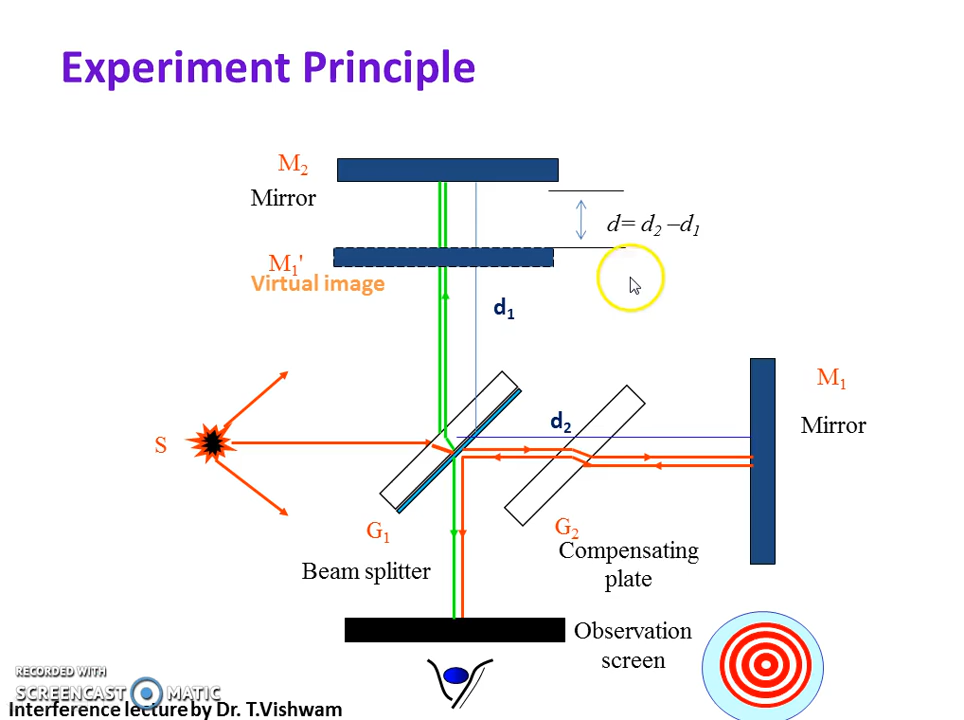 Experiment Principle
M₂
Mirror
d= d₂ –d₁
M₁'
Virtual image
d₁
M₁
Mirror
d₂
S
G₁
Beam splitter
G₂
Compensating
plate
Observation
screen
RECORDED WITH
SCREENCAST MATIC
Interference lecture by Dr. T.Vishwam